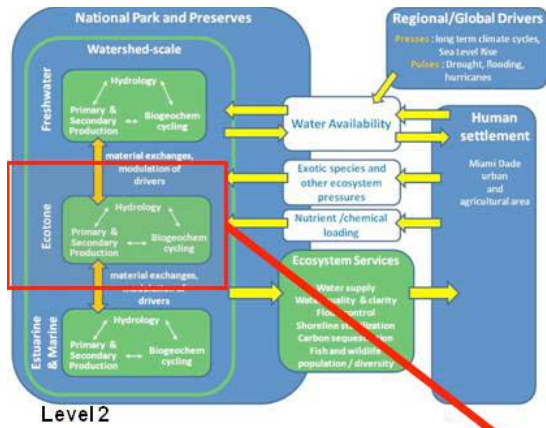 National Park and Preserves
Watershed-scale
Freshwater
Hydrology
Primary &
Secondary
Production
Biogeochem
cycling
material exchanges,
modulation of
drivers
Ecotone
Hydrology
Primary &
Secondary
Production
Biogeochem
cycling
material exchanges,
modulation of
drivers
Estuarine
& Marine
Hydrology
Primary &
Secondary
Production
Biogeochem
cycling
Level 2
Regional/Global Drivers
Presses: long term climate cycles,
Sea Level Rise
Pulses: Drought, flooding,
hurricanes
Water Availability
Exotic species and
other ecosystem
pressures
Nutrient /chemical
loading
Ecosystem Services
Water supply
Water quality & clarity
Flood control
Shoreline stabilization
Carbon sequestration
Fish and wildlife
population / diversity
Human
settlement
Miami Dade
urban
and
agricultural area